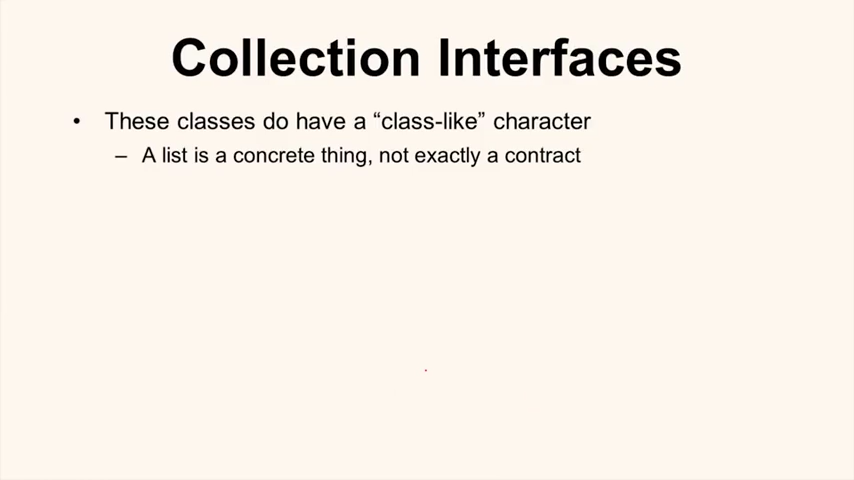 Collection Interfaces
• These classes do have a “class-like” character
– A list is a concrete thing, not exactly a contract